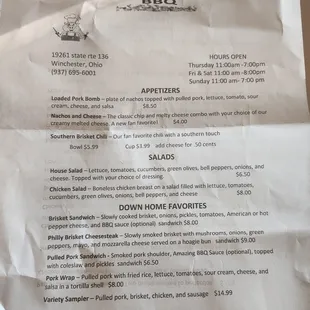 BBQ
19261 state rte 136
Winchester, Ohio
(937) 695-6001
HOURS OPEN
Thursday 11:00am-7:00pm
Fri & Sat 11:00 am-8:00pm
Sunday 11:00 am- 7:00
APPETIZERS
Loaded Pork Bomb – plate of nachos topped with pulled pork, lettuce, tomato, sour
cream, cheese, and salsa $8.50
Nachos and Cheese – The classic chip and melty cheese combo with your choice of our
creamy melted cheese. A new fan favorite! $4.00
Southern Brisket Chili – Our fan favorite chili with a southern touch
Bowl $5.99 Cup $3.99 add cheese for .50 cents
SALADS
House Salad – Lettuce, tomatoes, cucumbers, green olives, bell peppers, onions, and
cheese. Topped with your choice of dressing. $6.50
Chicken Salad – Boneless chicken breast on a salad filled with lettuce, tomatoes,
cucumbers, green olives, onions, bell peppers, and cheese $8.00
DOWN HOME FAVORITES
Brisket Sandwich – Slowly cooked brisket, onions, pickles, tomatoes, American or hot
pepper cheese, and BBQ sauce (optional) sandwich $8.00
Philly Brisket Cheesesteak – Slowly smoked brisket with mushrooms, onions, green
peppers, mayo, and mozzarella cheese served on a hoagie bun sandwich $9.00
Pulled Pork Sandwich - Smoked pork shoulder, Amazing BBQ Sauce (optional), topped
with coleslaw and pickles sandwich $6.50
Pork Wrap – Pulled pork with fried rice, lettuce, tomatoes, sour cream, cheese, and
salsa in a tortilla shell $8.00
Variety Sampler – Pulled pork, brisket, chicken, and sausage $14.99